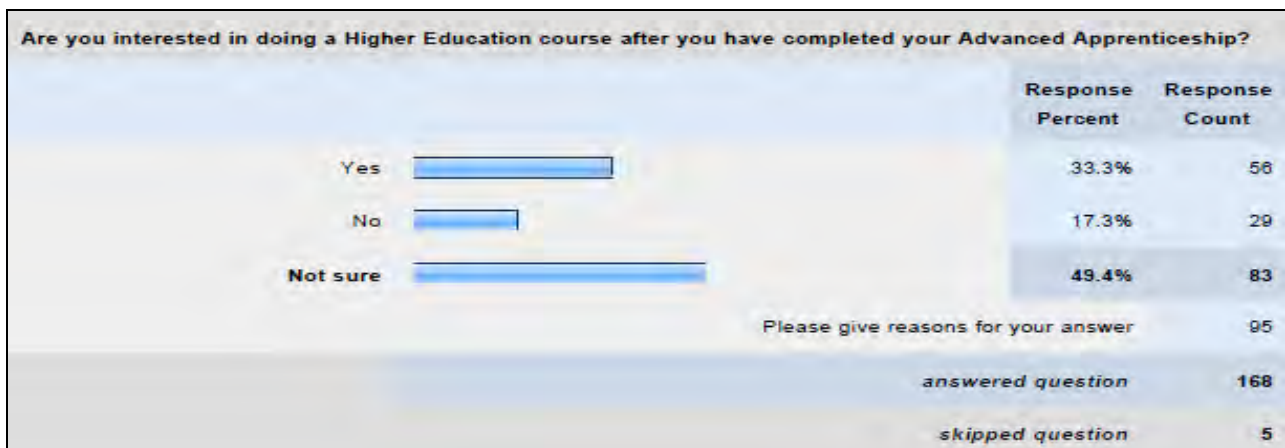 Are you interested in doing a Higher Education course after you have completed your Advanced Apprenticeship?
Response Percent Response Count
Yes 33.3% 56
No 17.3% 29
Not sure 49.4% 83
Please give reasons for your answer 95
answered question 168
skipped question 5